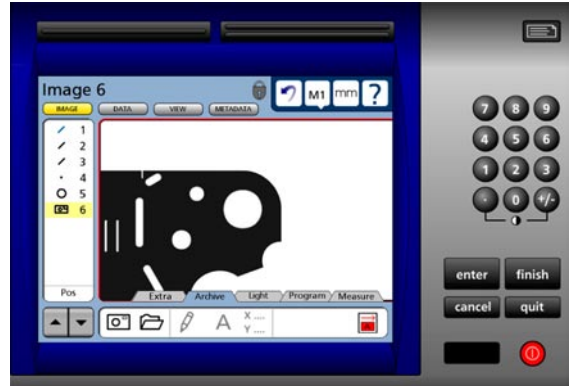 Image 6
M1 mm ?
IMAGE DATA VIEW METADATA
1
2
3
4
5
6
Pos
Extra Archive Light Program Measure
A X ....
Y ....
A
7 8 9
4 5 6
1 2 3
. 0 +/-
enter finish
cancel quit